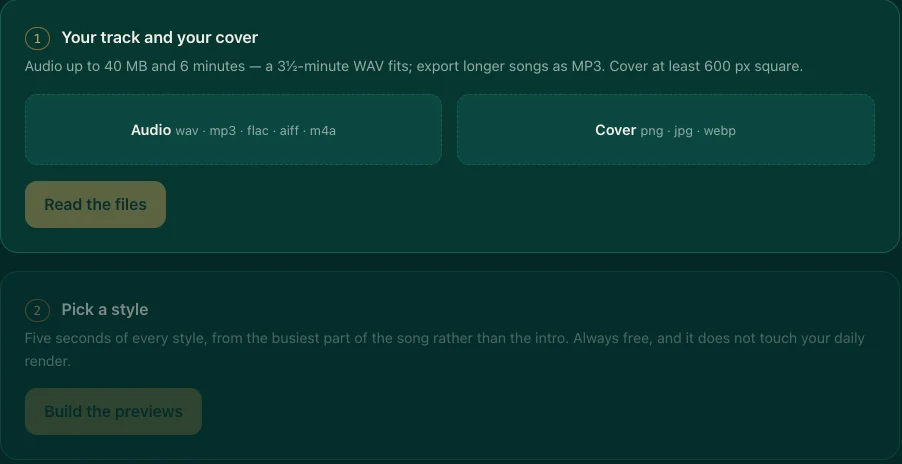 1 Your track and your cover
Audio up to 40 MB and 6 minutes — a 3½-minute WAV fits; export longer songs as MP3. Cover at least 600 px square.
Audio wav · mp3 · flac · aiff · m4a
Cover png · jpg · webp
Read the files
2 Pick a style
Five seconds of every style, from the busiest part of the song rather than the intro. Always free, and it does not touch your daily
render.
Build the previews